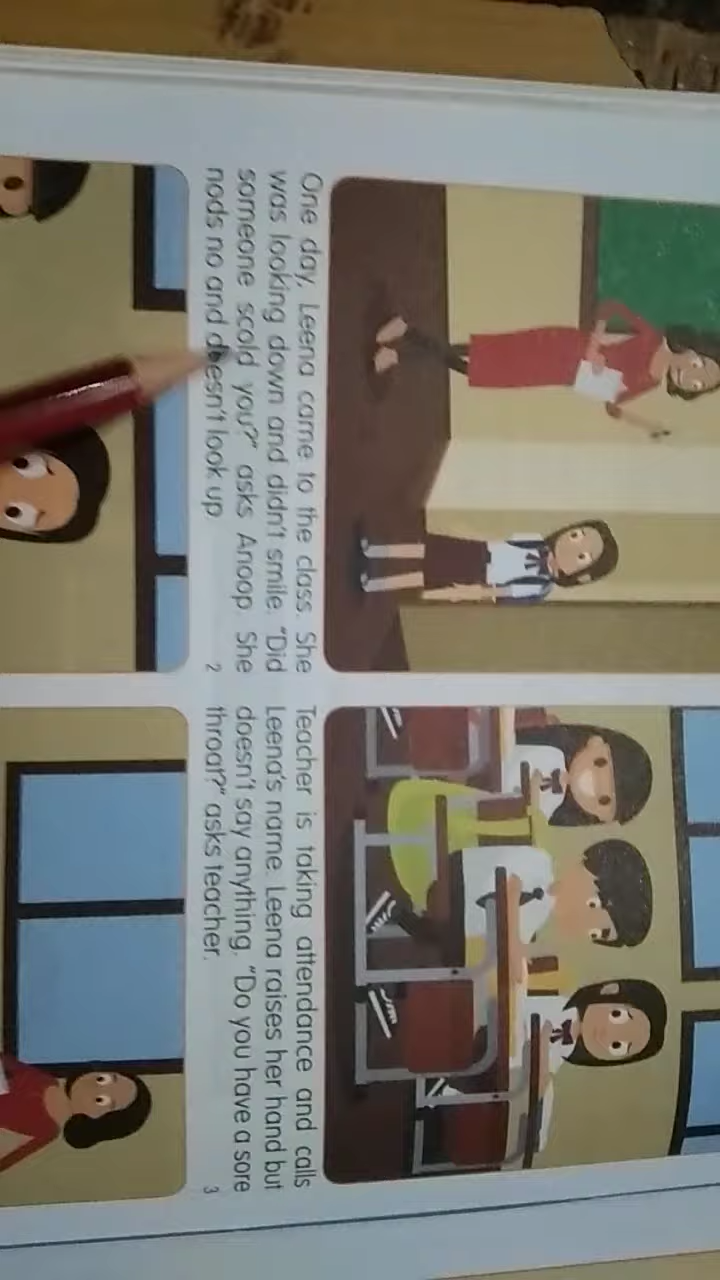 One day, Leena came to the class. She
was looking down and didn't smile. "Did
someone scold you?" asks Anoop. She
nods no and doesn't look up.
2
Teacher is taking attendance and calls
Leena's name. Leena raises her hand but
doesn't say anything. "Do you have a sore
throat?" asks teacher.
3